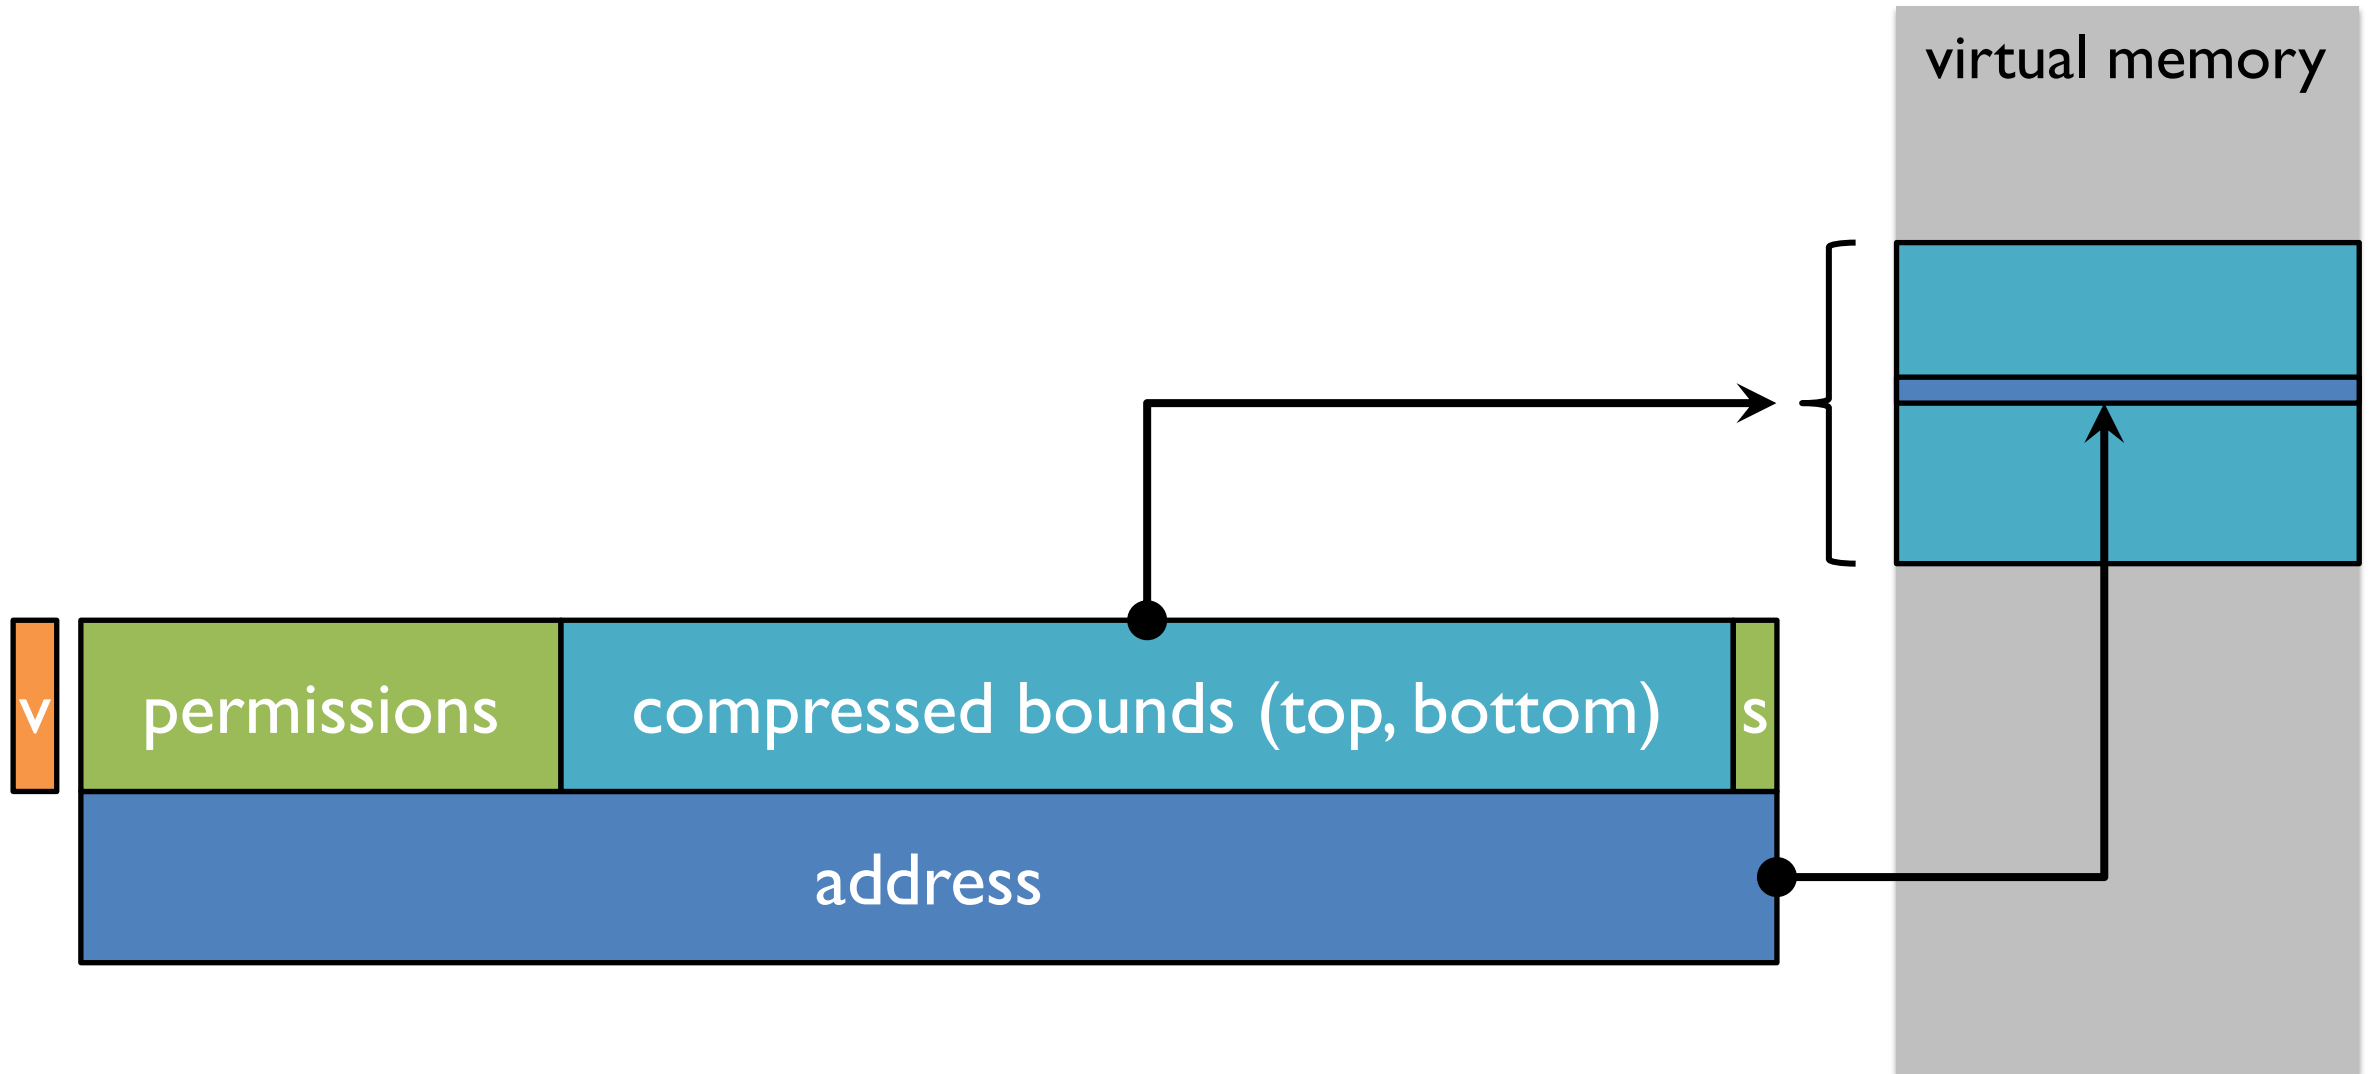 virtual memory
v
permissions
compressed bounds (top, bottom)
s
address